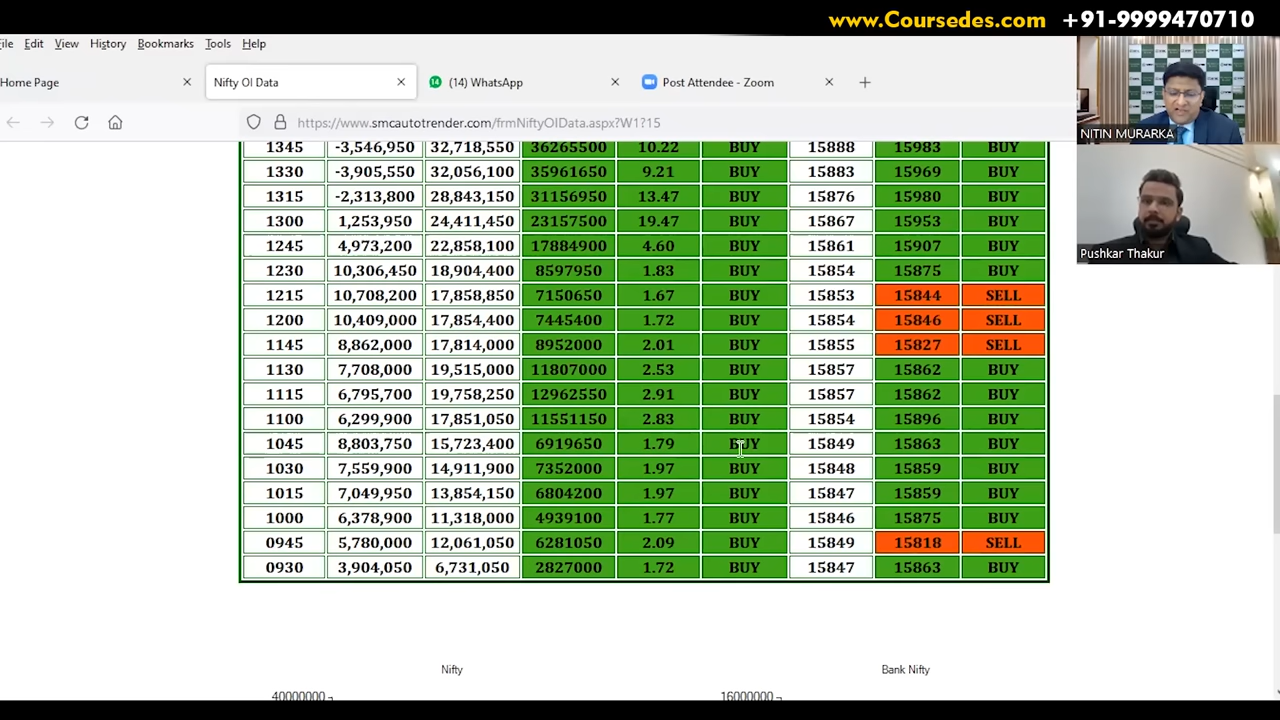 www.Coursedes.com +91-9999470710
File Edit View History Bookmarks Tools Help
Home Page Nifty OI Data (14) WhatsApp Post Attendee - Zoom
https://www.smcautotrender.com/frmNiftyOIData.aspx?W1?15
NITIN MURARKA
Pushkar Thakur
1345 -3,546,950 32,718,550 36265500 10.22 BUY 15888 15983 BUY
1330 -3,905,550 32,056,100 35961650 9.21 BUY 15883 15969 BUY
1315 -2,313,800 28,843,150 31156950 13.47 BUY 15876 15980 BUY
1300 1,253,950 24,411,450 23157500 19.47 BUY 15867 15953 BUY
1245 4,973,200 22,858,100 17884900 4.60 BUY 15861 15907 BUY
1230 10,306,450 18,904,400 8597950 1.83 BUY 15854 15875 BUY
1215 10,708,200 17,858,850 7150650 1.67 BUY 15853 15844 SELL
1200 10,409,000 17,854,400 7445400 1.72 BUY 15854 15846 SELL
1145 8,862,000 17,814,000 8952000 2.01 BUY 15855 15827 SELL
1130 7,708,000 19,515,000 11807000 2.53 BUY 15857 15862 BUY
1115 6,795,700 19,758,250 12962550 2.91 BUY 15857 15862 BUY
1100 6,299,900 17,851,050 11551150 2.83 BUY 15854 15896 BUY
1045 8,803,750 15,723,400 6919650 1.79 BUY 15849 15863 BUY
1030 7,559,900 14,911,900 7352000 1.97 BUY 15848 15859 BUY
1015 7,049,950 13,854,150 6804200 1.97 BUY 15847 15859 BUY
1000 6,378,900 11,318,000 4939100 1.77 BUY 15846 15875 BUY
0945 5,780,000 12,061,050 6281050 2.09 BUY 15849 15818 SELL
0930 3,904,050 6,731,050 2827000 1.72 BUY 15847 15863 BUY
Nifty Bank Nifty
40000000 16000000